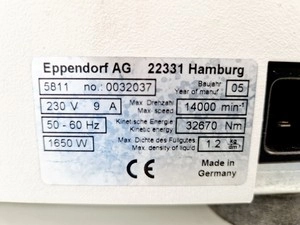 Eppendorf AG 22331 Hamburg
5811 no.: 0032037 Baujahr Year of manuf.: 05
230 V 9 A Max. Drehzahl Max. speed 14000 min-¹
50 - 60 Hz Kinetische Energie Kinetic energy 32670 Nm
1650 W Max. Dichte des Füllgutes Max. density of liquid 1.2 kg dm³
CE Made in
Germany